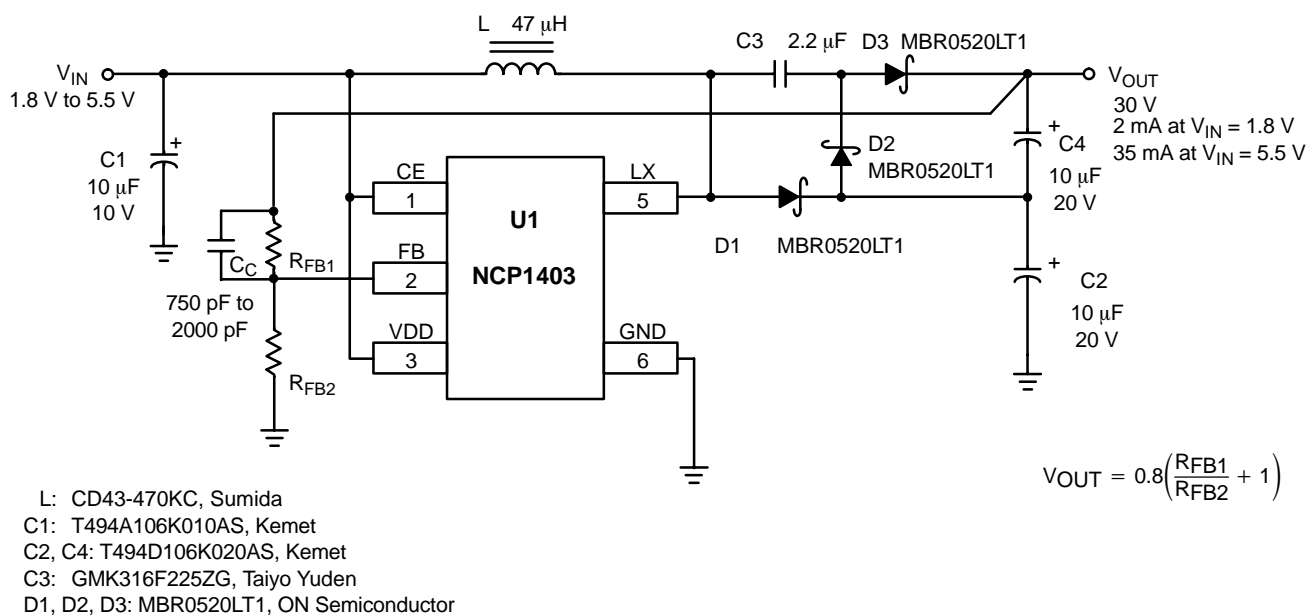 L 47 μH
C3 2.2 μF D3 MBR0520LT1
VIN
1.8 V to 5.5 V
VOUT
30 V
2 mA at VIN = 1.8 V
35 mA at VIN = 5.5 V
+
C1
10 μF
10 V
CE
1
LX
5
D2
MBR0520LT1
+
C4
10 μF
20 V
U1
NCP1403
FB
2
D1 MBR0520LT1
CC
RFB1
750 pF to
2000 pF
+
C2
10 μF
20 V
VDD
3
GND
6
RFB2
VOUT = 0.8(RFB1/RFB2 + 1)
L: CD43-470KC, Sumida
C1: T494A106K010AS, Kemet
C2, C4: T494D106K020AS, Kemet
C3: GMK316F225ZG, Taiyo Yuden
D1, D2, D3: MBR0520LT1, ON Semiconductor